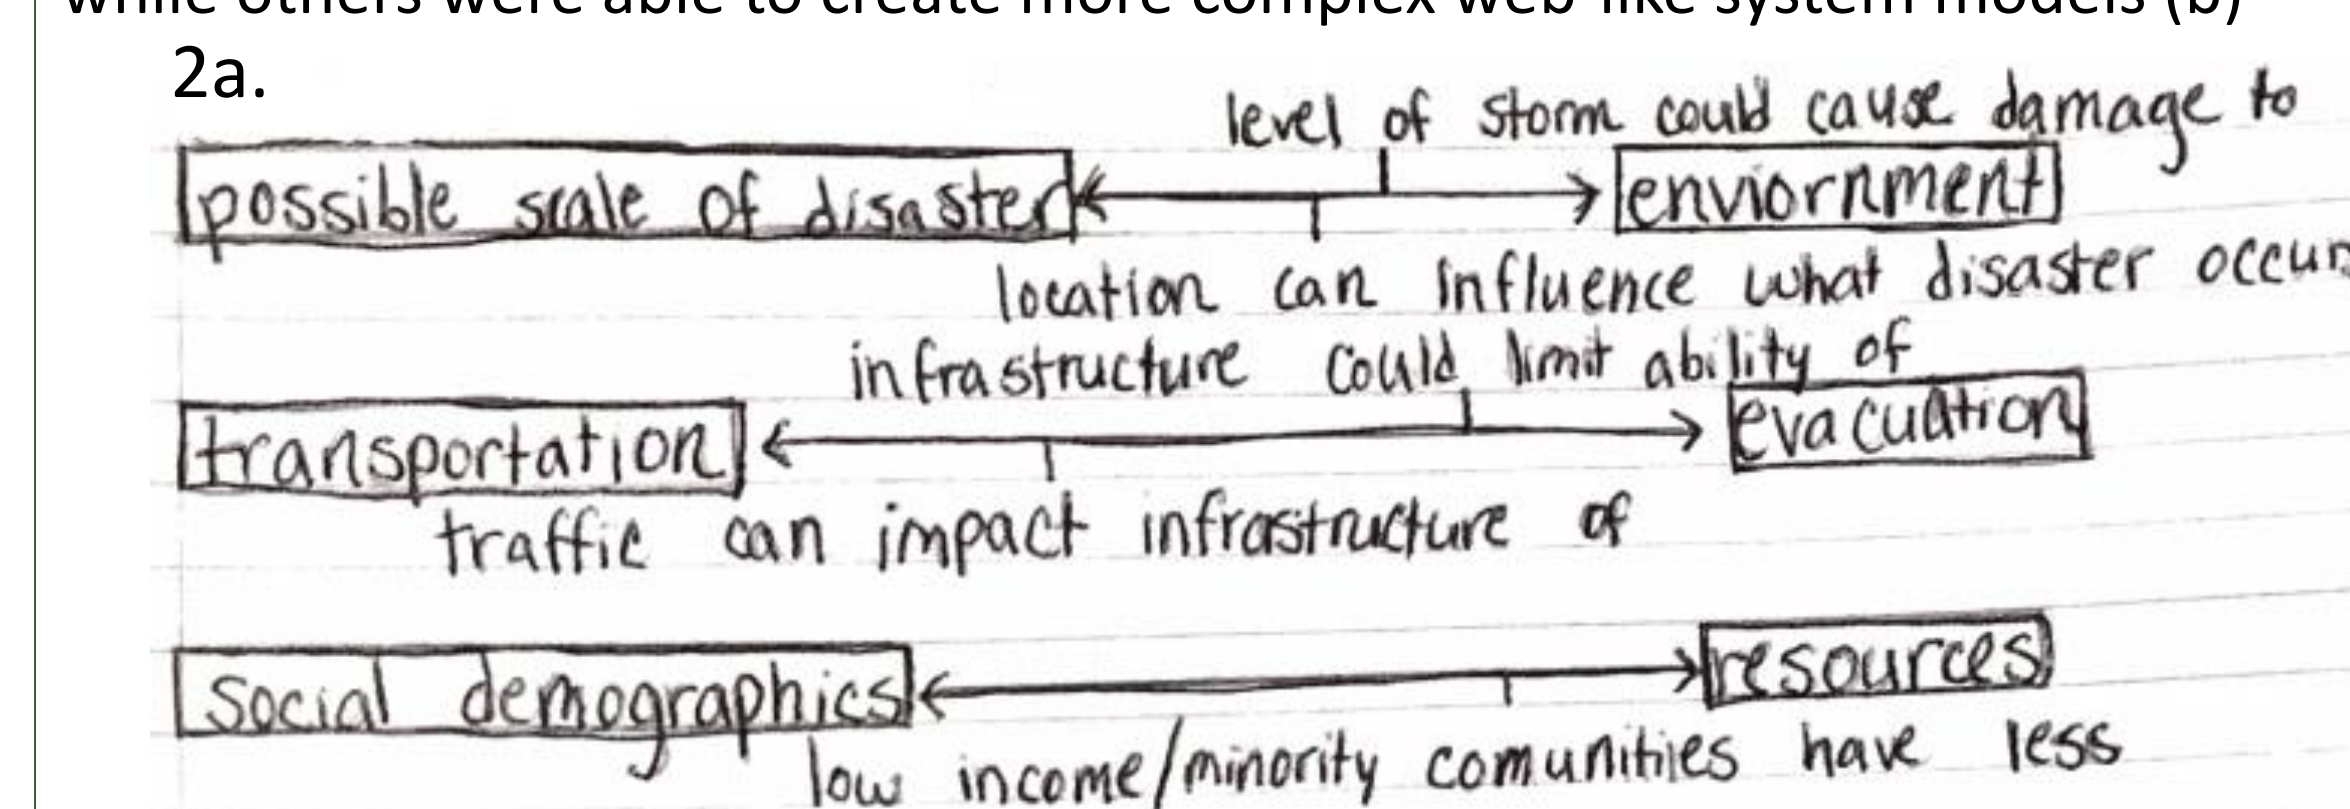 while others were able to create more complex web-like system models (b)
2a.
level of storm could cause damage to
possible scale of disaster enviornment
location can influence what disaster occurs
infrastructure could limit ability of
transportation evacuation
traffic can impact infrastructure of
social demographics resources
low income/minority comunities have less